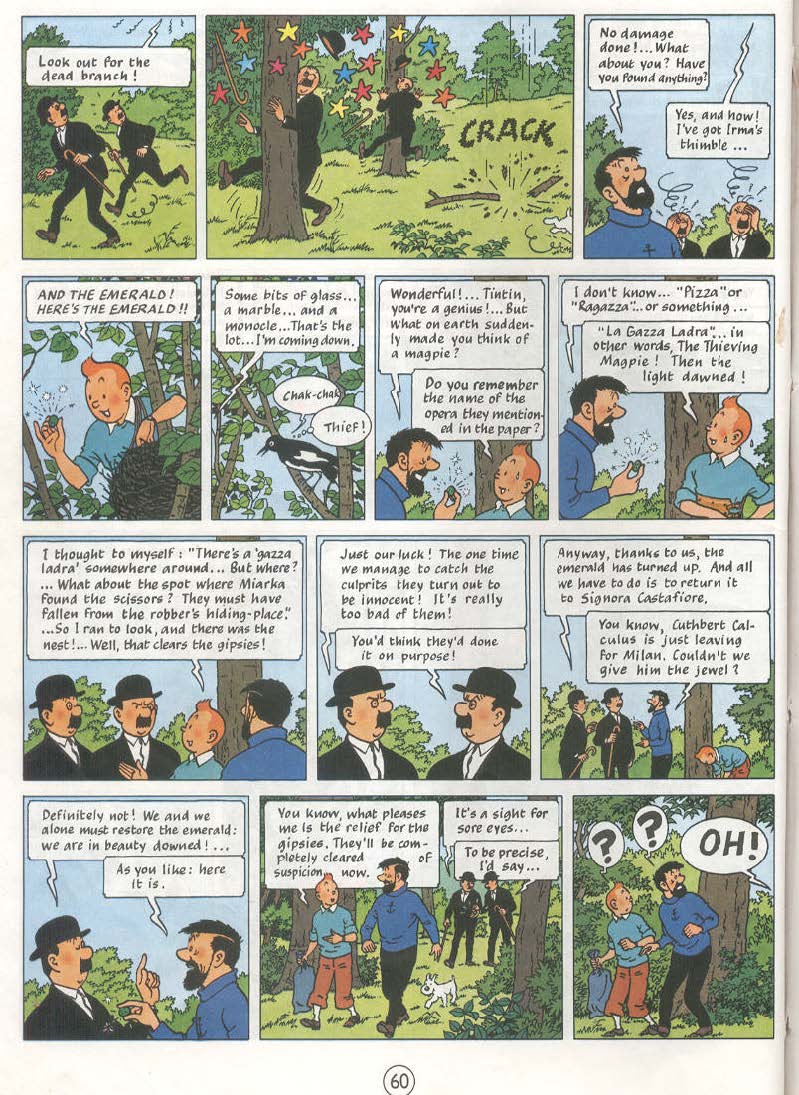 Look out for the
dead branch!
CRACK
No damage
done!... What
about you? Have
you found anything?
Yes, and how!
I've got Irma's
thimble...
AND THE EMERALD!
HERE'S THE EMERALD!!
Some bits of glass...
a marble... and a
monocle... That's the
lot... I'm coming down.
Chak-chak
Thief!
Wonderful!... Tintin,
you're a genius!... But
what on earth sudden-
ly made you think of
a magpie?
Do you remember
the name of the
opera they mention-
ed in the paper?
I don't know... "Pizza" or
"Ragazza"... or something...
"La Gazza Ladra"... in
other words, The Thieving
Magpie! Then the
light dawned!
I thought to myself: "There's a 'gazza
ladra' somewhere around... But where?
... What about the spot where Miarka
found the scissors? They must have
fallen from the robber's hiding-place."
...So I ran to look, and there was the
nest!... Well, that clears the gipsies!
Just our luck! The one time
we manage to catch the
culprits they turn out to
be innocent! It's really
too bad of them!
You'd think they'd done
it on purpose!
Anyway, thanks to us, the
emerald has turned up. And all
we have to do is to return it
to Signora Castafiore.
You know, Cuthbert Cal-
culus is just leaving
for Milan. Couldn't we
give him the jewel?
Definitely not! We and we
alone must restore the emerald:
we are in beauty downed!...
As you like: here
it is.
You know, what pleases
me is the relief for the
gipsies. They'll be com-
pletely cleared of
suspicion now.
It's a sight for
sore eyes...
To be precise,
I'd say...
?
?
OH!
60